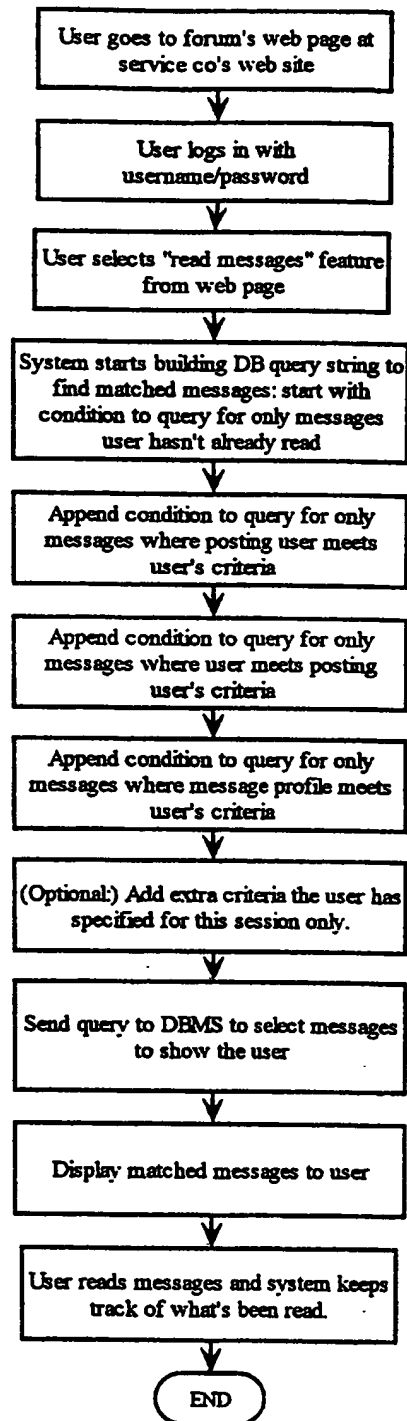 User goes to forum's web page at
service co's web site
User logs in with
username/password
User selects "read messages" feature
from web page
System starts building DB query string to
find matched messages: start with
condition to query for only messages
user hasn't already read
Append condition to query for only
messages where posting user meets
user's criteria
Append condition to query for only
messages where user meets posting
user's criteria
Append condition to query for only
messages where message profile meets
user's criteria
(Optional:) Add extra criteria the user has
specified for this session only.
Send query to DBMS to select messages
to show the user
Display matched messages to user
User reads messages and system keeps
track of what's been read.
END